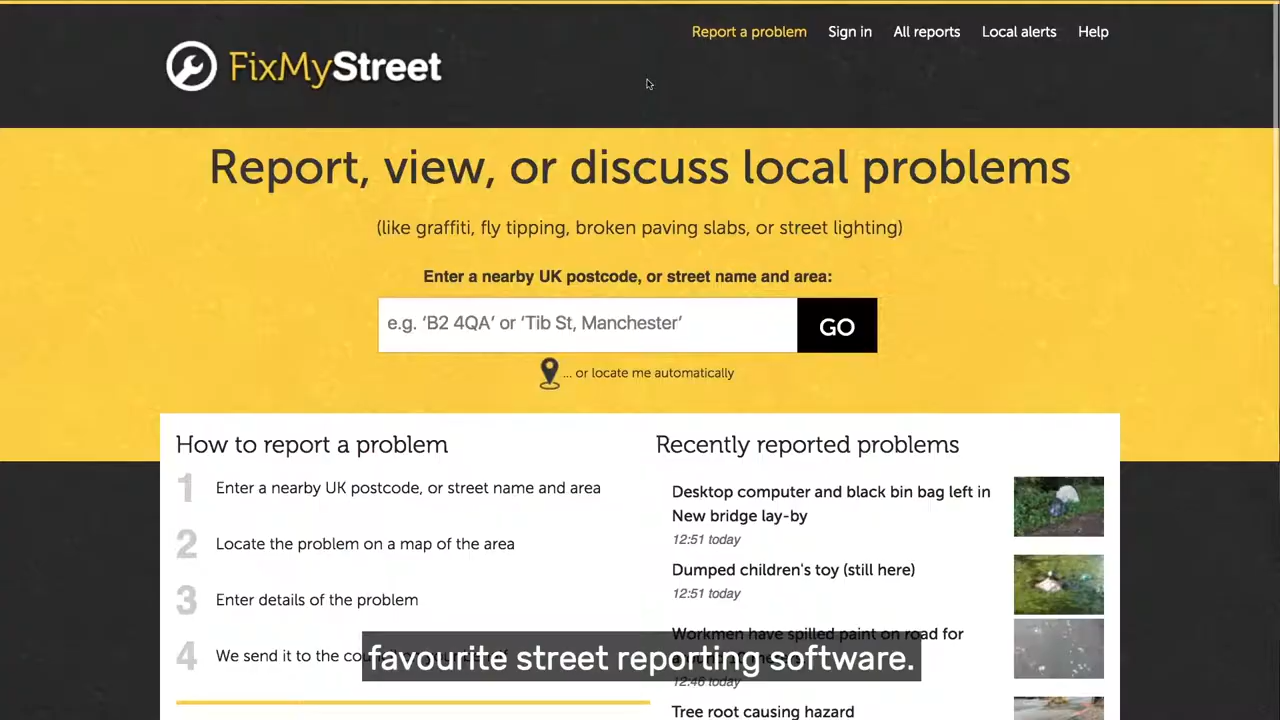 Report a problem
Sign in
All reports
Local alerts
Help
FixMyStreet
Report, view, or discuss local problems
(like graffiti, fly tipping, broken paving slabs, or street lighting)
Enter a nearby UK postcode, or street name and area:
e.g. ‘B2 4QA’ or ‘Tib St, Manchester’
GO
... or locate me automatically
How to report a problem
1 Enter a nearby UK postcode, or street name and area
2 Locate the problem on a map of the area
3 Enter details of the problem
4 We send it to the
Recently reported problems
Desktop computer and black bin bag left in
New bridge lay-by
12:51 today
Dumped children's toy (still here)
12:51 today
Workmen have spilled paint on road for
12:46 today
Tree root causing hazard
favourite street reporting software.